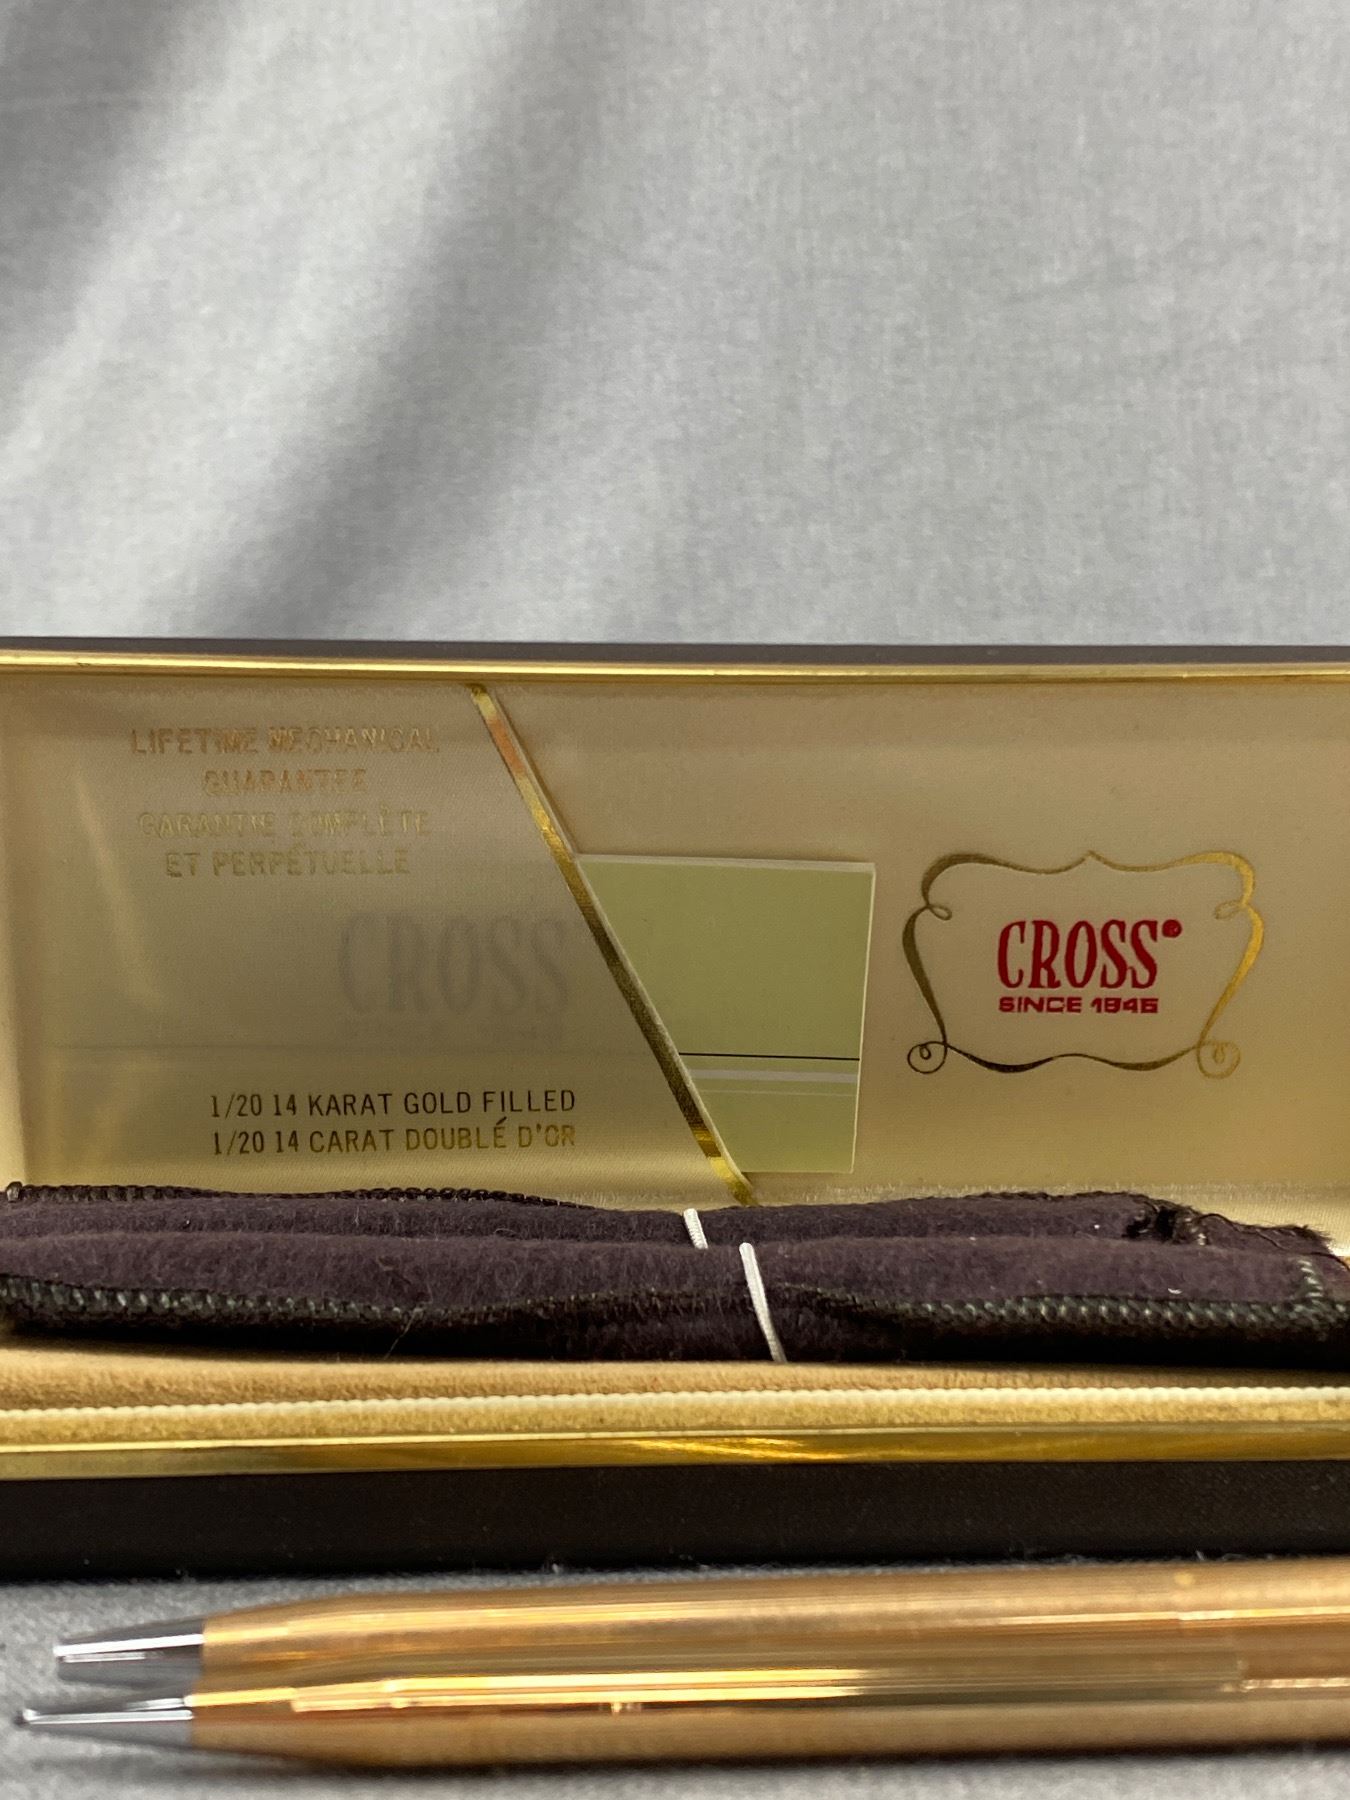 LIFETIME MECHANICAL
GUARANTEE
GARANTIE COMPLÈTE
ET PERPÉTUELLE
CROSS
1/20 14 KARAT GOLD FILLED
1/20 14 CARAT DOUBLÉ D'OR
CROSS®
SINCE 1846